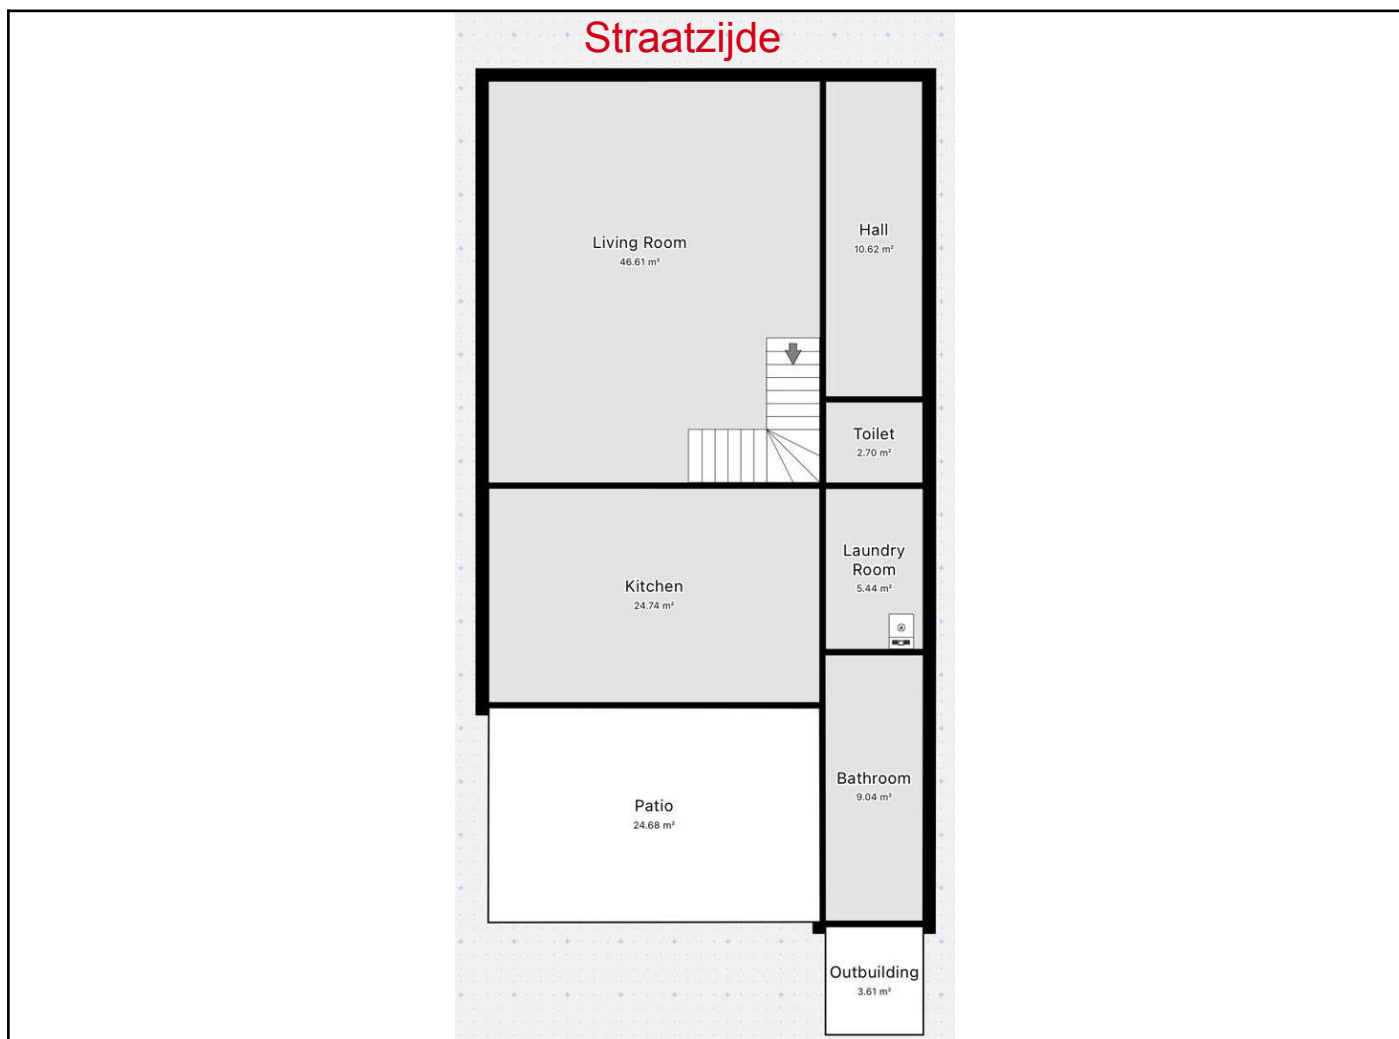 Straatzijde
Living Room
46.61 m²
Hall
10.62 m²
Toilet
2.70 m²
Laundry
Room
5.44 m²
Kitchen
24.74 m²
Bathroom
9.04 m²
Patio
24.68 m²
Outbuilding
3.61 m²